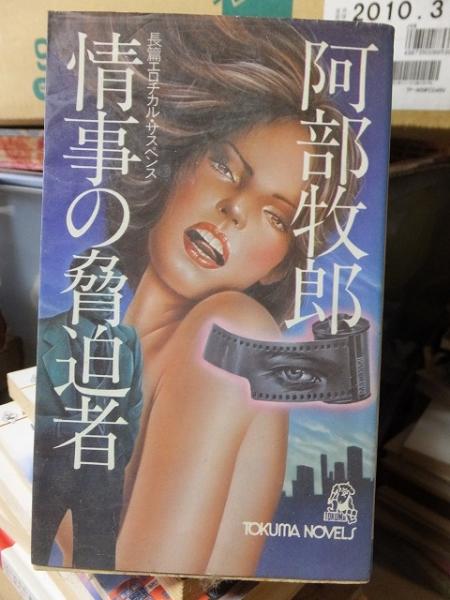 阿部牧郎
長篇エロチカル・サスペンス
情事の脅迫者
TOKUMA NOVELS
2010.3